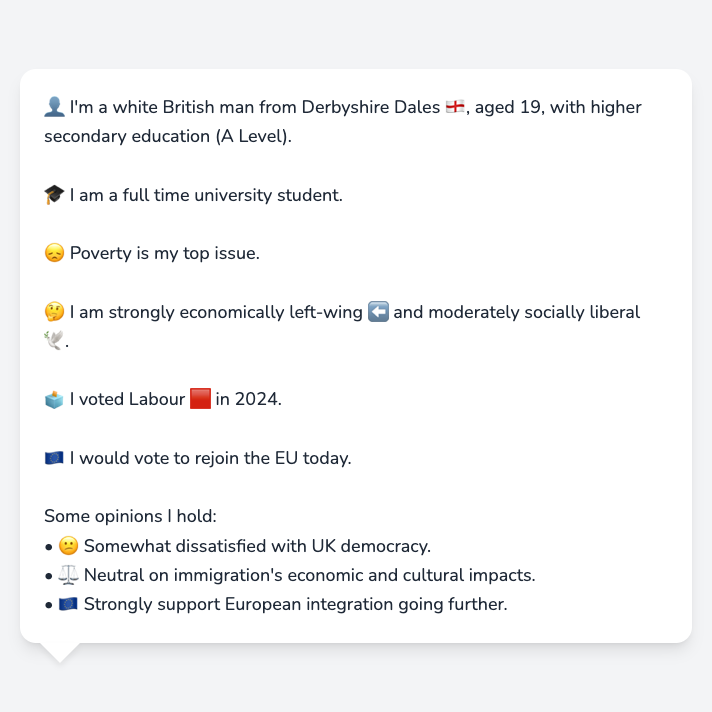 👤 I'm a white British man from Derbyshire Dales 🏴󠁧󠁢󠁥󠁮󠁧󠁿, aged 19, with higher
secondary education (A Level).
🎓 I am a full time university student.
😞 Poverty is my top issue.
🤔 I am strongly economically left-wing ⬅️ and moderately socially liberal
🕊️.
🗳️ I voted Labour 🟥 in 2024.
🇪🇺 I would vote to rejoin the EU today.
Some opinions I hold:
• 😕 Somewhat dissatisfied with UK democracy.
• ⚖️ Neutral on immigration's economic and cultural impacts.
• 🇪🇺 Strongly support European integration going further.